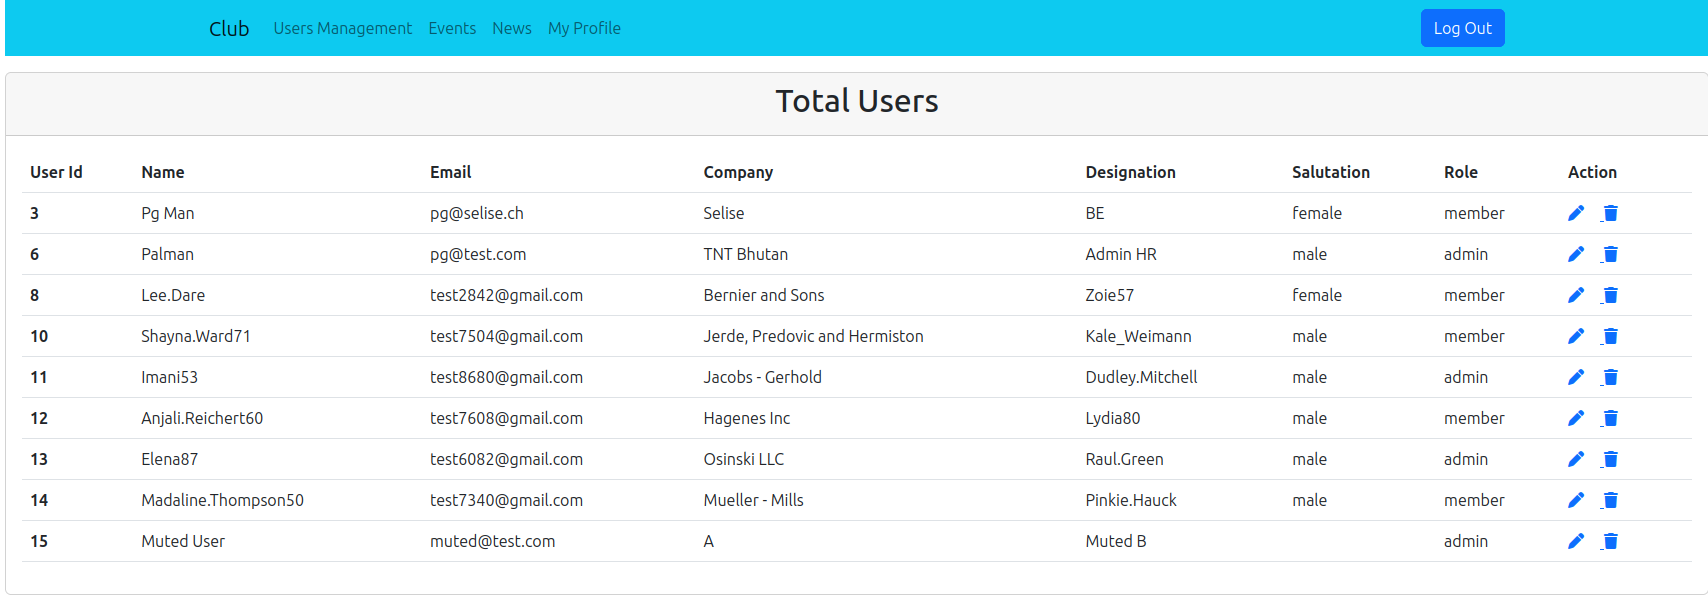 Club Users Management Events News My Profile Log Out
Total Users
User Id Name Email Company Designation Salutation Role Action
3 Pg Man pg@selise.ch Selise BE female member
6 Palman pg@test.com TNT Bhutan Admin HR male admin
8 Lee.Dare test2842@gmail.com Bernier and Sons Zoie57 female member
10 Shayna.Ward71 test7504@gmail.com Jerde, Predovic and Hermiston Kale_Weimann male member
11 Imani53 test8680@gmail.com Jacobs - Gerhold Dudley.Mitchell male admin
12 Anjali.Reichert60 test7608@gmail.com Hagenes Inc Lydia80 male member
13 Elena87 test6082@gmail.com Osinski LLC Raul.Green male admin
14 Madaline.Thompson50 test7340@gmail.com Mueller - Mills Pinkie.Hauck male member
15 Muted User muted@test.com A Muted B admin